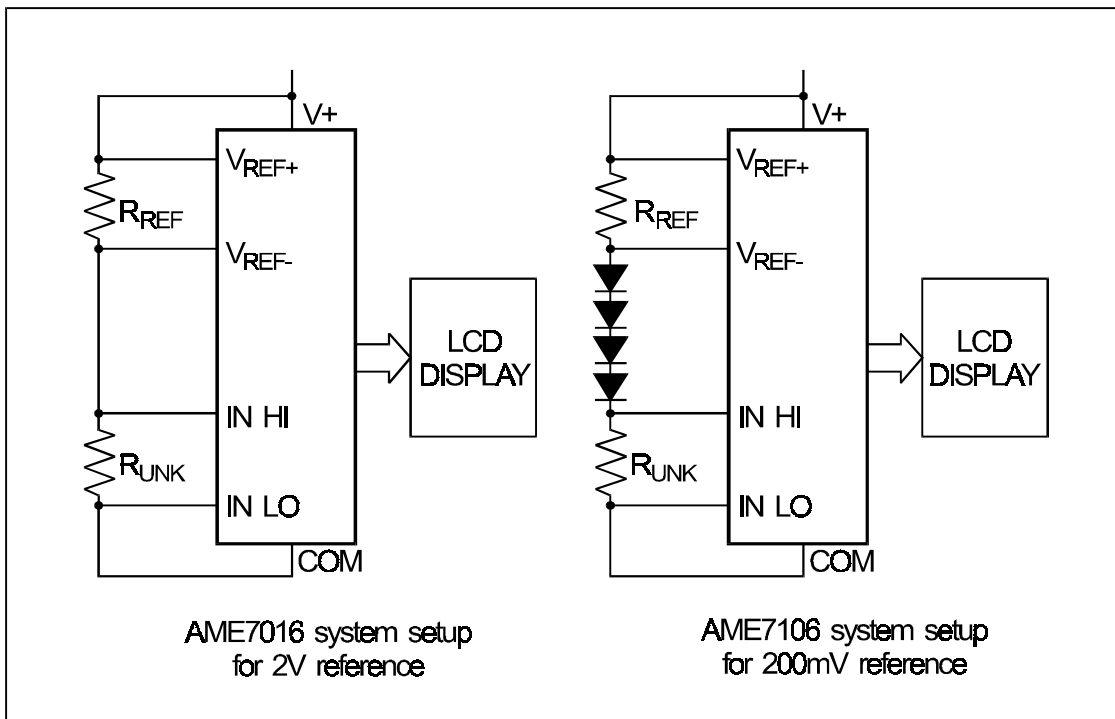 V+
VREF+
RREF
VREF-
IN HI
RUNK
IN LO
COM
LCD
DISPLAY
AME7016 system setup
for 2V reference
V+
VREF+
RREF
VREF-
IN HI
RUNK
IN LO
COM
LCD
DISPLAY
AME7106 system setup
for 200mV reference